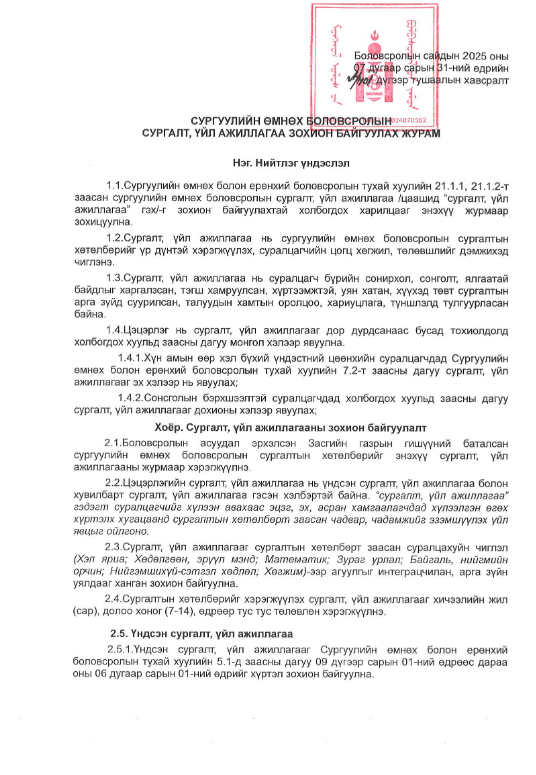 Боловсролын сайдын 2025 оны
07 дугаар сарын 31-ний өдрийн
дүгээр тушаалын хавсралт
СУРГУУЛИЙН ӨМНӨХ БОЛОВСРОЛЫН
СУРГАЛТ, ҮЙЛ АЖИЛЛАГАА ЗОХИОН БАЙГУУЛАХ ЖУРАМ
Нэг. Нийтлэг үндэслэл
1.1.Сургуулийн өмнөх болон ерөнхий боловсролын тухай хуулийн 21.1.1, 21.1.2-т
заасан сургуулийн өмнөх боловсролын сургалт, үйл ажиллагаа /цаашид "сургалт, үйл
ажиллагаа" гэх/-г зохион байгуулахтай холбогдох харилцааг энэхүү журмаар
зохицуулна.
1.2.Сургалт, үйл ажиллагаа нь сургуулийн өмнөх боловсролын сургалтын
хөтөлбөрийг үр дүнтэй хэрэгжүүлэх, суралцагчийн цогц хөгжил, төлөвшлийг дэмжихэд
чиглэнэ.
1.3.Сургалт, үйл ажиллагаа нь суралцагч бүрийн сонирхол, сонголт, ялгаатай
байдлыг харгалзсан, тэгш хамруулсан, хүртээмжтэй, уян хатан, хүүхэд төвт сургалтын
арга зүйд суурилсан, талуудын хамтын оролцоо, хариуцлага, түншлэлд тулгуурласан
байна.
1.4.Цэцэрлэг нь сургалт, үйл ажиллагааг дор дурдсанаас бусад тохиолдолд
холбогдох хуульд заасны дагуу монгол хэлээр явуулна.
1.4.1.Хүн амын өөр хэл бүхий үндэстний цөөнхийн суралцагчдад Сургуулийн
өмнөх болон ерөнхий боловсролын тухай хуулийн 7.2-т заасны дагуу сургалт, үйл
ажиллагааг эх хэлээр нь явуулах;
1.4.2.Сонсголын бэрхшээлтэй суралцагчдад холбогдох хуульд заасны дагуу
сургалт, үйл ажиллагааг дохионы хэлээр явуулах;
Хоёр. Сургалт, үйл ажиллагааны зохион байгуулалт
2.1.Боловсролын асуудал эрхэлсэн Засгийн газрын гишүүний баталсан
сургуулийн өмнөх боловсролын сургалтын хөтөлбөрийг энэхүү сургалт, үйл
ажиллагааны журмаар хэрэгжүүлнэ.
2.2.Цэцэрлэгийн сургалт, үйл ажиллагаа нь үндсэн сургалт, үйл ажиллагаа болон
хувилбарт сургалт, үйл ажиллагаа гэсэн хэлбэртэй байна. "сургалт, үйл ажиллагаа"
гэдэгт суралцагчийг хүлээн авахаас эцэг, эх, асран хамгаалагчдад хүлээлгэн өгөх
хүртэлх хугацаанд сургалтын хөтөлбөрт заасан чадвар, чадамжийг эзэмшүүлэх үйл
явцыг ойлгоно.
2.3.Сургалт, үйл ажиллагааг сургалтын хөтөлбөрт заасан суралцахуйн чиглэл
(Хэл яриа; Хөдөлгөөн, эрүүл мэнд; Математик; Зураг урлал; Байгаль, нийгмийн
орчин; Нийгэмшихүй-сэтгэл хөдлөл; Хөгжим)-ээр агуулгыг интеграцчилан, арга зүйн
уялдааг ханган зохион байгуулна.
2.4.Сургалтын хөтөлбөрийг хэрэгжүүлэх сургалт, үйл ажиллагааг хичээлийн жил
(сар), долоо хоног (7-14), өдрөөр тус тус төлөвлөн хэрэгжүүлнэ.
2.5. Үндсэн сургалт, үйл ажиллагаа
2.5.1.Үндсэн сургалт, үйл ажиллагааг Сургуулийн өмнөх болон ерөнхий
боловсролын тухай хуулийн 5.1-д заасны дагуу 09 дүгээр сарын 01-ний өдрөөс дараа
оны 06 дугаар сарын 01-ний өдрийг хүртэл зохион байгуулна.